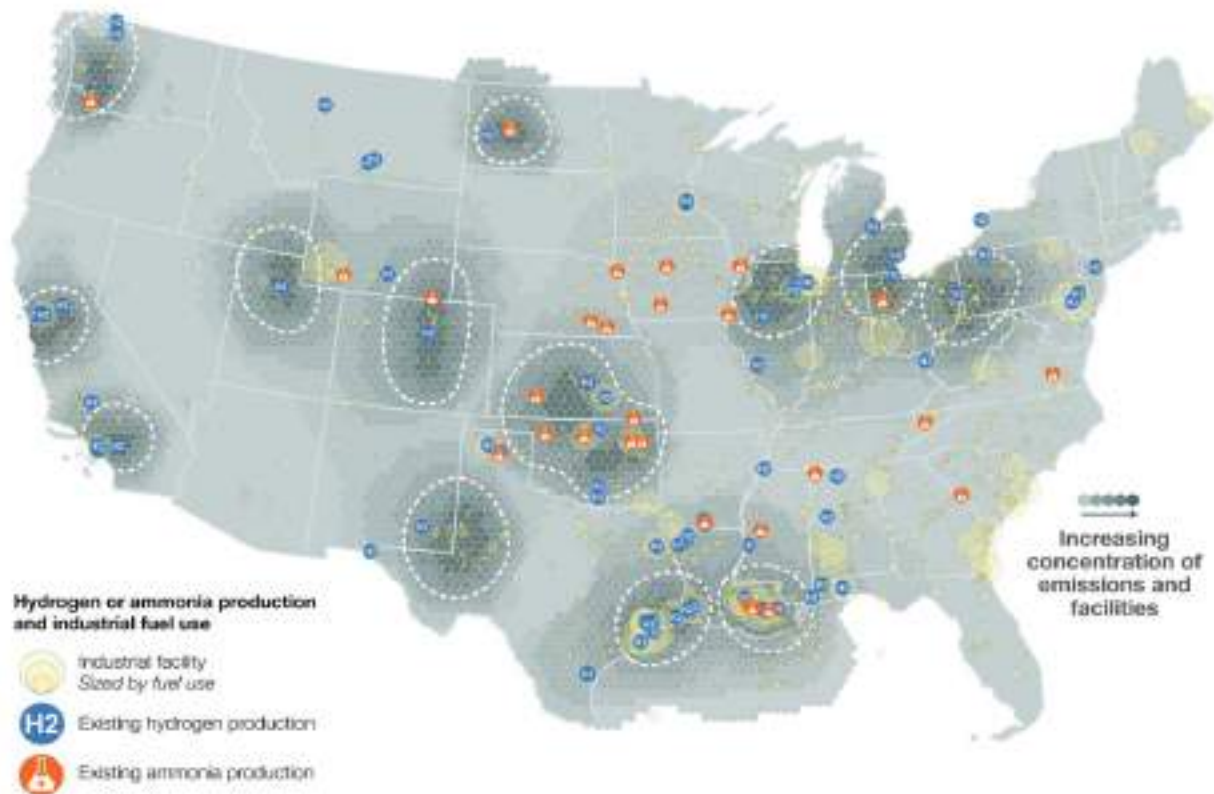 Increasing
concentration of
emissions and
facilities
Hydrogen or ammonia production
and industrial fuel use
Industrial facility
Sized by fuel use
H2
Existing hydrogen production
Existing ammonia production